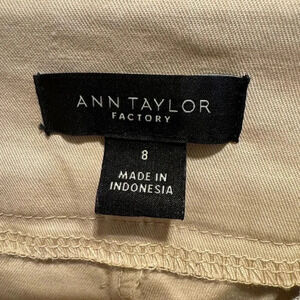 ANN TAYLOR
FACTORY
8
MADE IN
INDONESIA